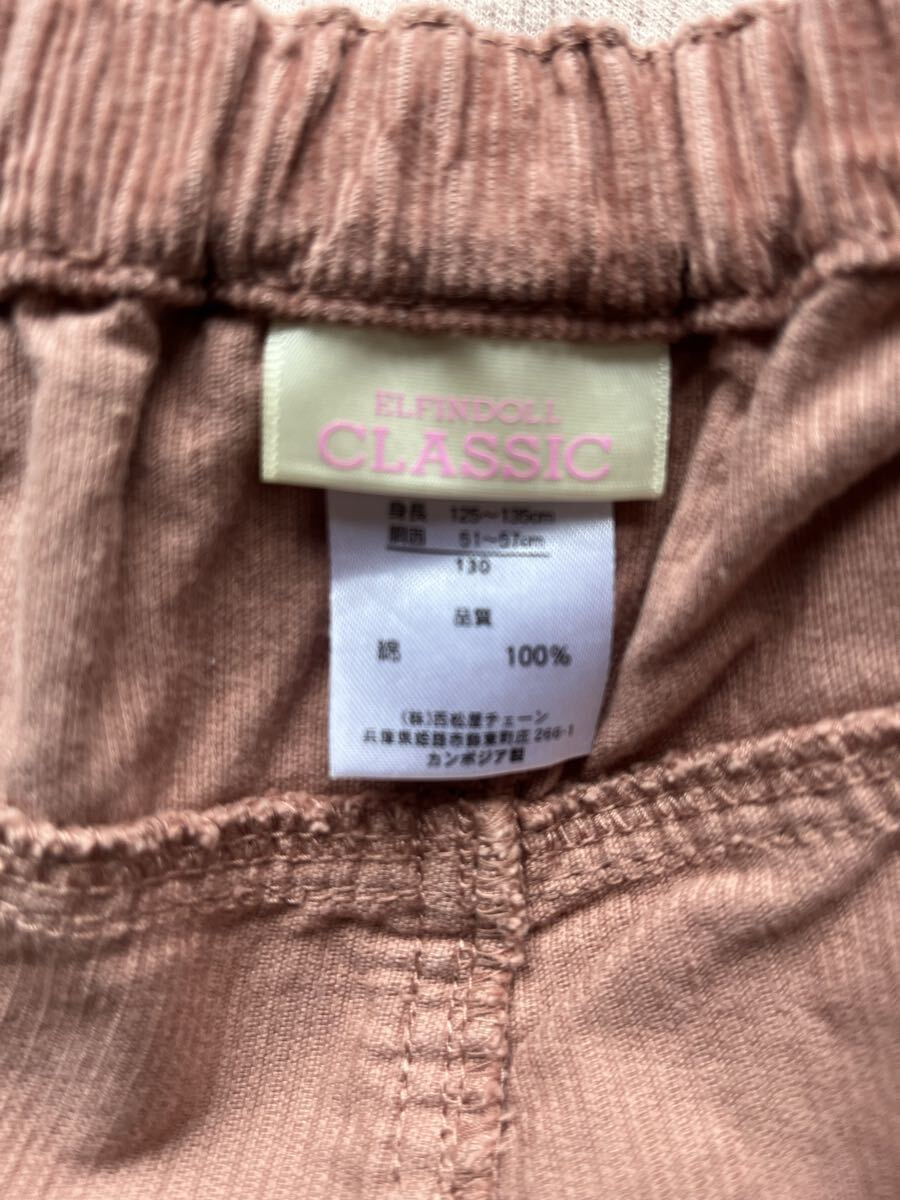 ELFINDOLL
CLASSIC
身長 125〜135cm
胴囲 51〜57cm
130
品質
綿 100%
(株)西松屋チェーン
兵庫県姫路市飾東町庄266-1
カンボジア製